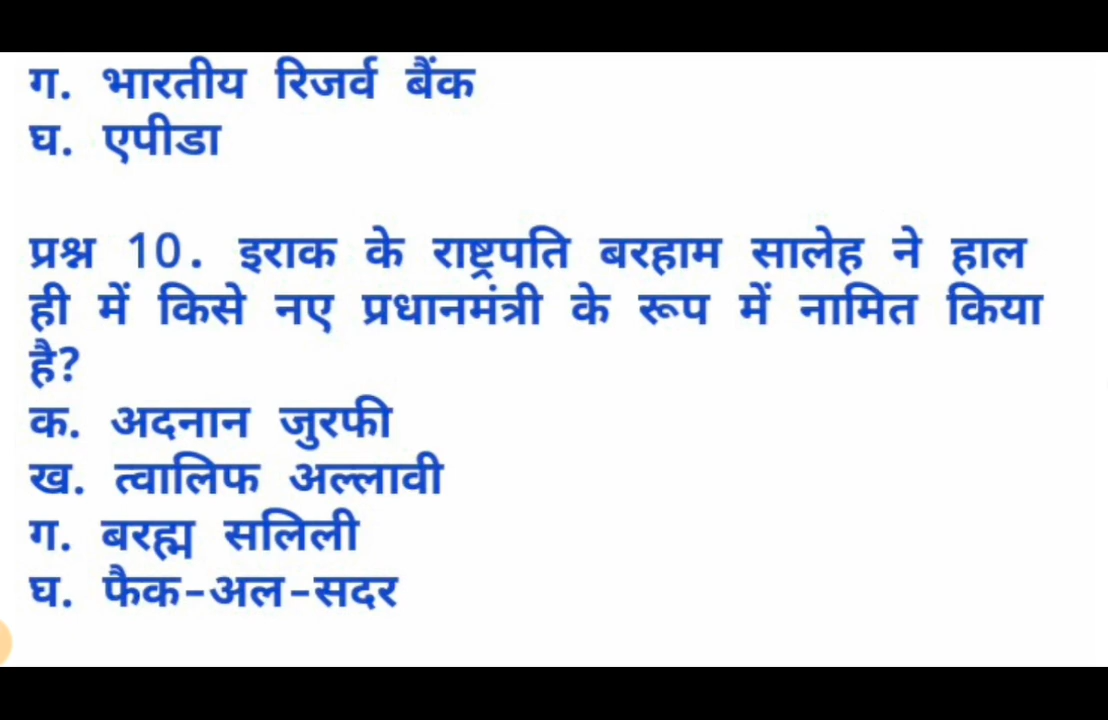 ग. भारतीय रिजर्व बैंक
घ. एपीडा
प्रश्न 10. इराक के राष्ट्रपति बरहाम सालेह ने हाल
ही में किसे नए प्रधानमंत्री के रूप में नामित किया
है?
क. अदनान जुरफी
ख. त्वालिफ अल्लावी
ग. बरह्म सलिली
घ. फैक-अल-सदर